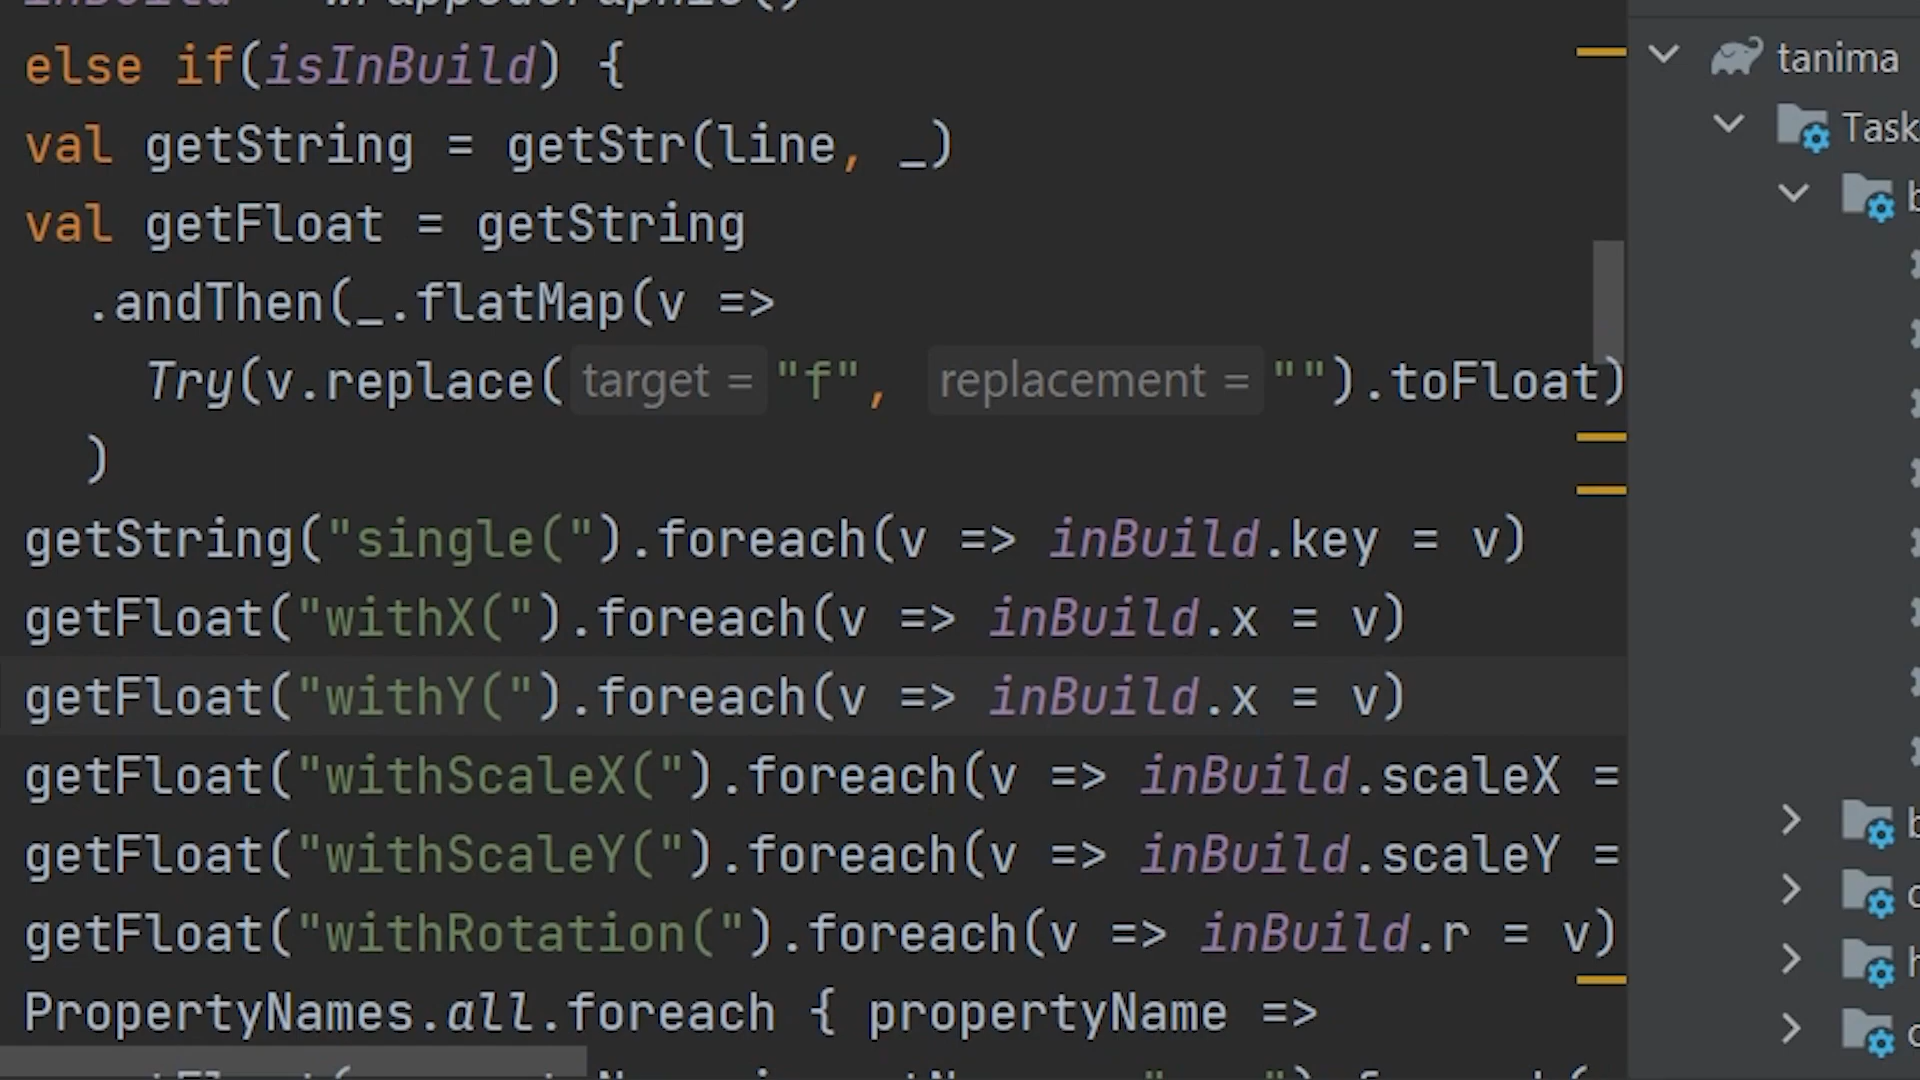 else if(isInBuild) {
val getString = getStr(line, _)
val getFloat = getString
.andThen(_.flatMap(v =>
Try(v.replace( target = "f", replacement = "").toFloat)
)
getString("single(").foreach(v => inBuild.key = v)
getFloat("withX(").foreach(v => inBuild.x = v)
getFloat("withY(").foreach(v => inBuild.x = v)
getFloat("withScaleX(").foreach(v => inBuild.scaleX =
getFloat("withScaleY(").foreach(v => inBuild.scaleY =
getFloat("withRotation(").foreach(v => inBuild.r = v)
PropertyNames.all.foreach { propertyName =>
tanima
Task